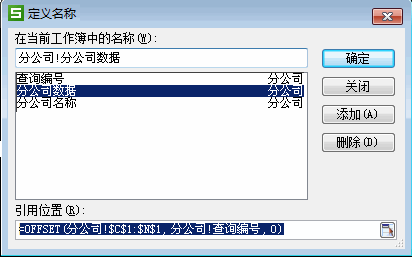 定义名称
在当前工作簿中的名称(W):
分公司!分公司数据
确定
查询编号 分公司
关闭
分公司数据 分公司
分公司名称 分公司
添加(A)
删除(D)
引用位置(R):
=OFFSET(分公司!$C$1:$N$1,分公司!查询编号,0)